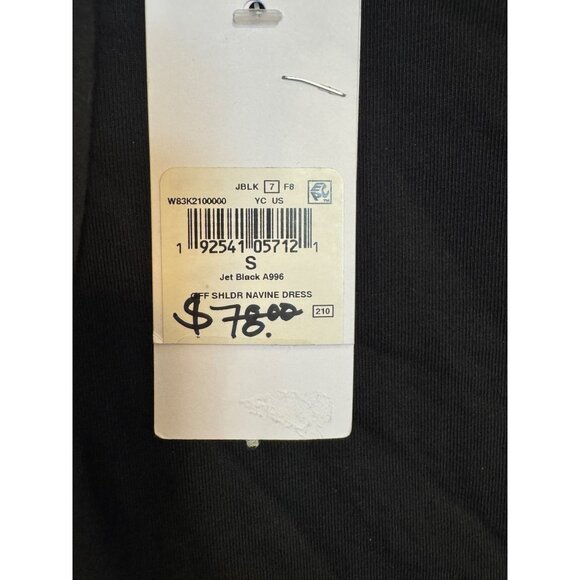 JBLK 7 F8
W83K2100000 YC US
TM
1 92541 05712 1
S
Jet Black A996
OFF SHLDR NAVINE DRESS
$78.00
210